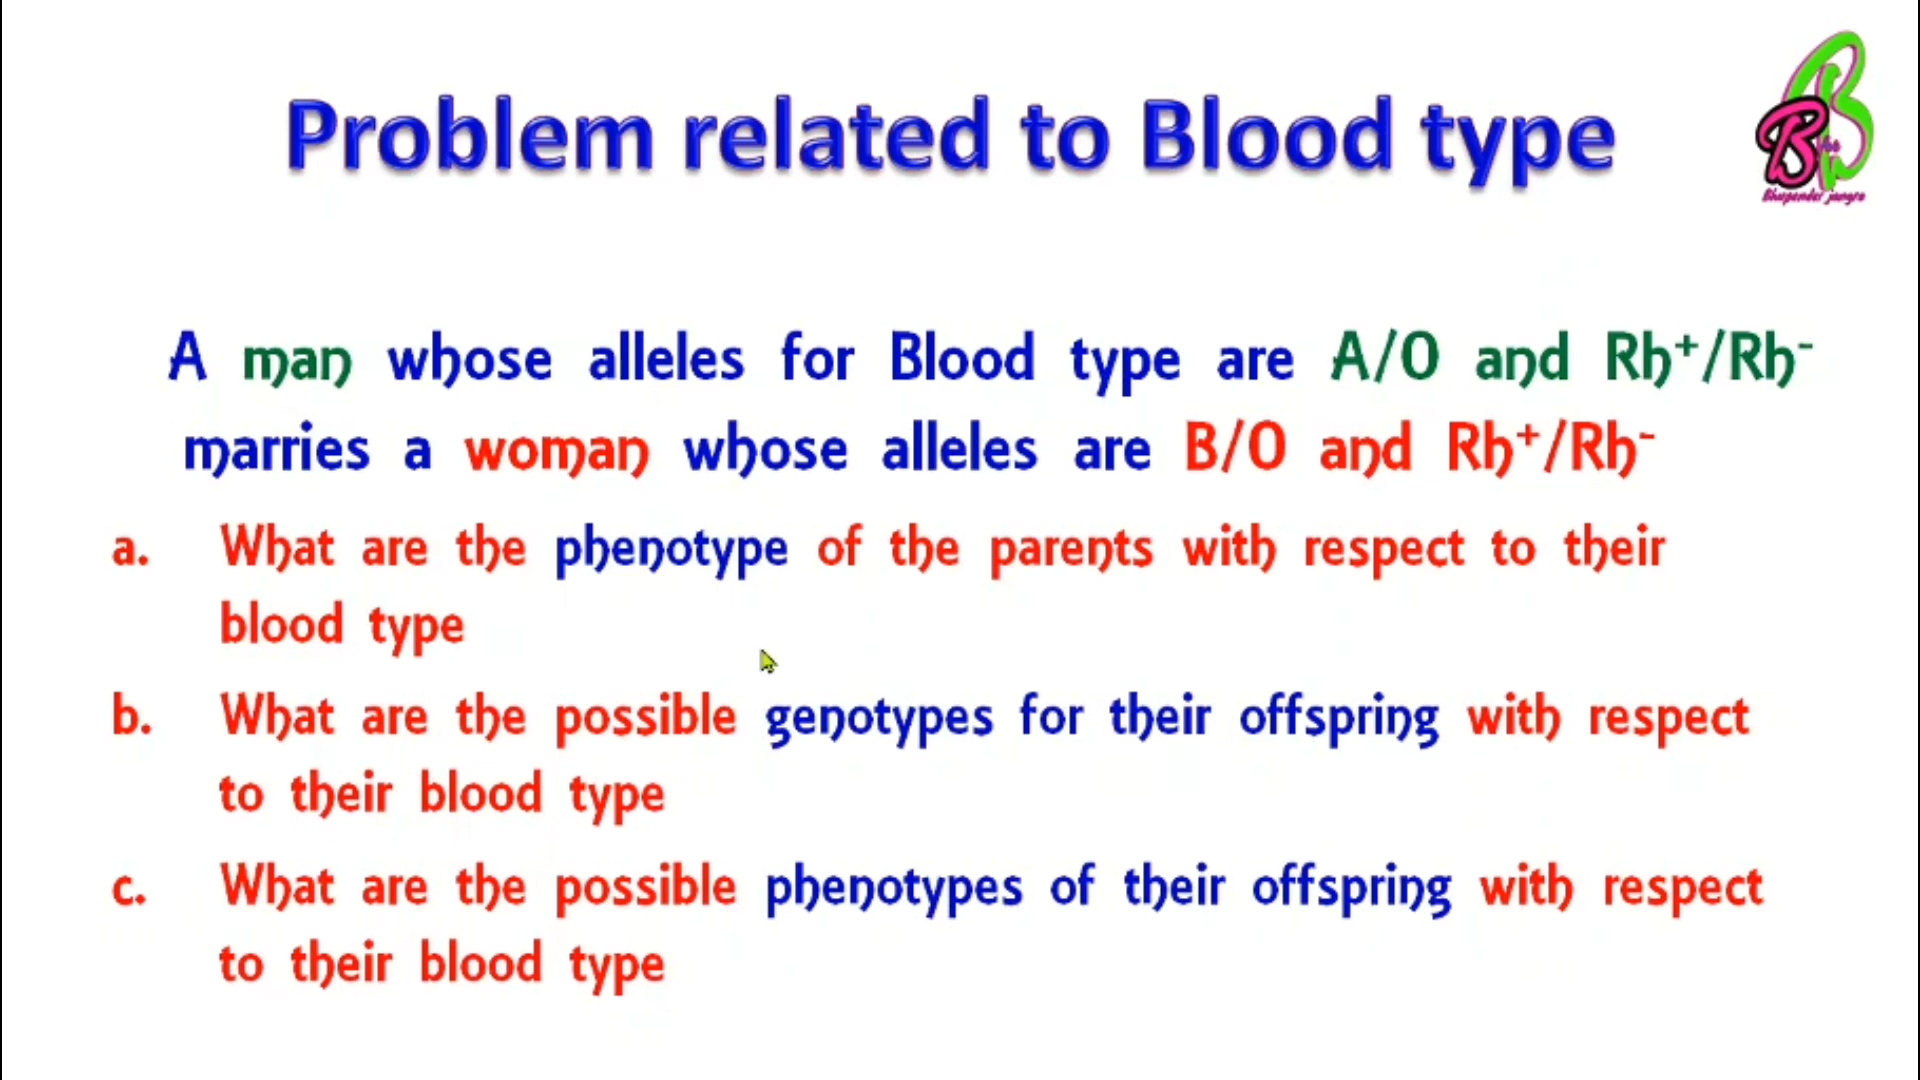 Problem related to Blood type
A man whose alleles for Blood type are A/O and Rh⁺/Rh⁻
marries a woman whose alleles are B/O and Rh⁺/Rh⁻
a. What are the phenotype of the parents with respect to their
blood type
b. What are the possible genotypes for their offspring with respect
to their blood type
c. What are the possible phenotypes of their offspring with respect
to their blood type
Bhupender jangra